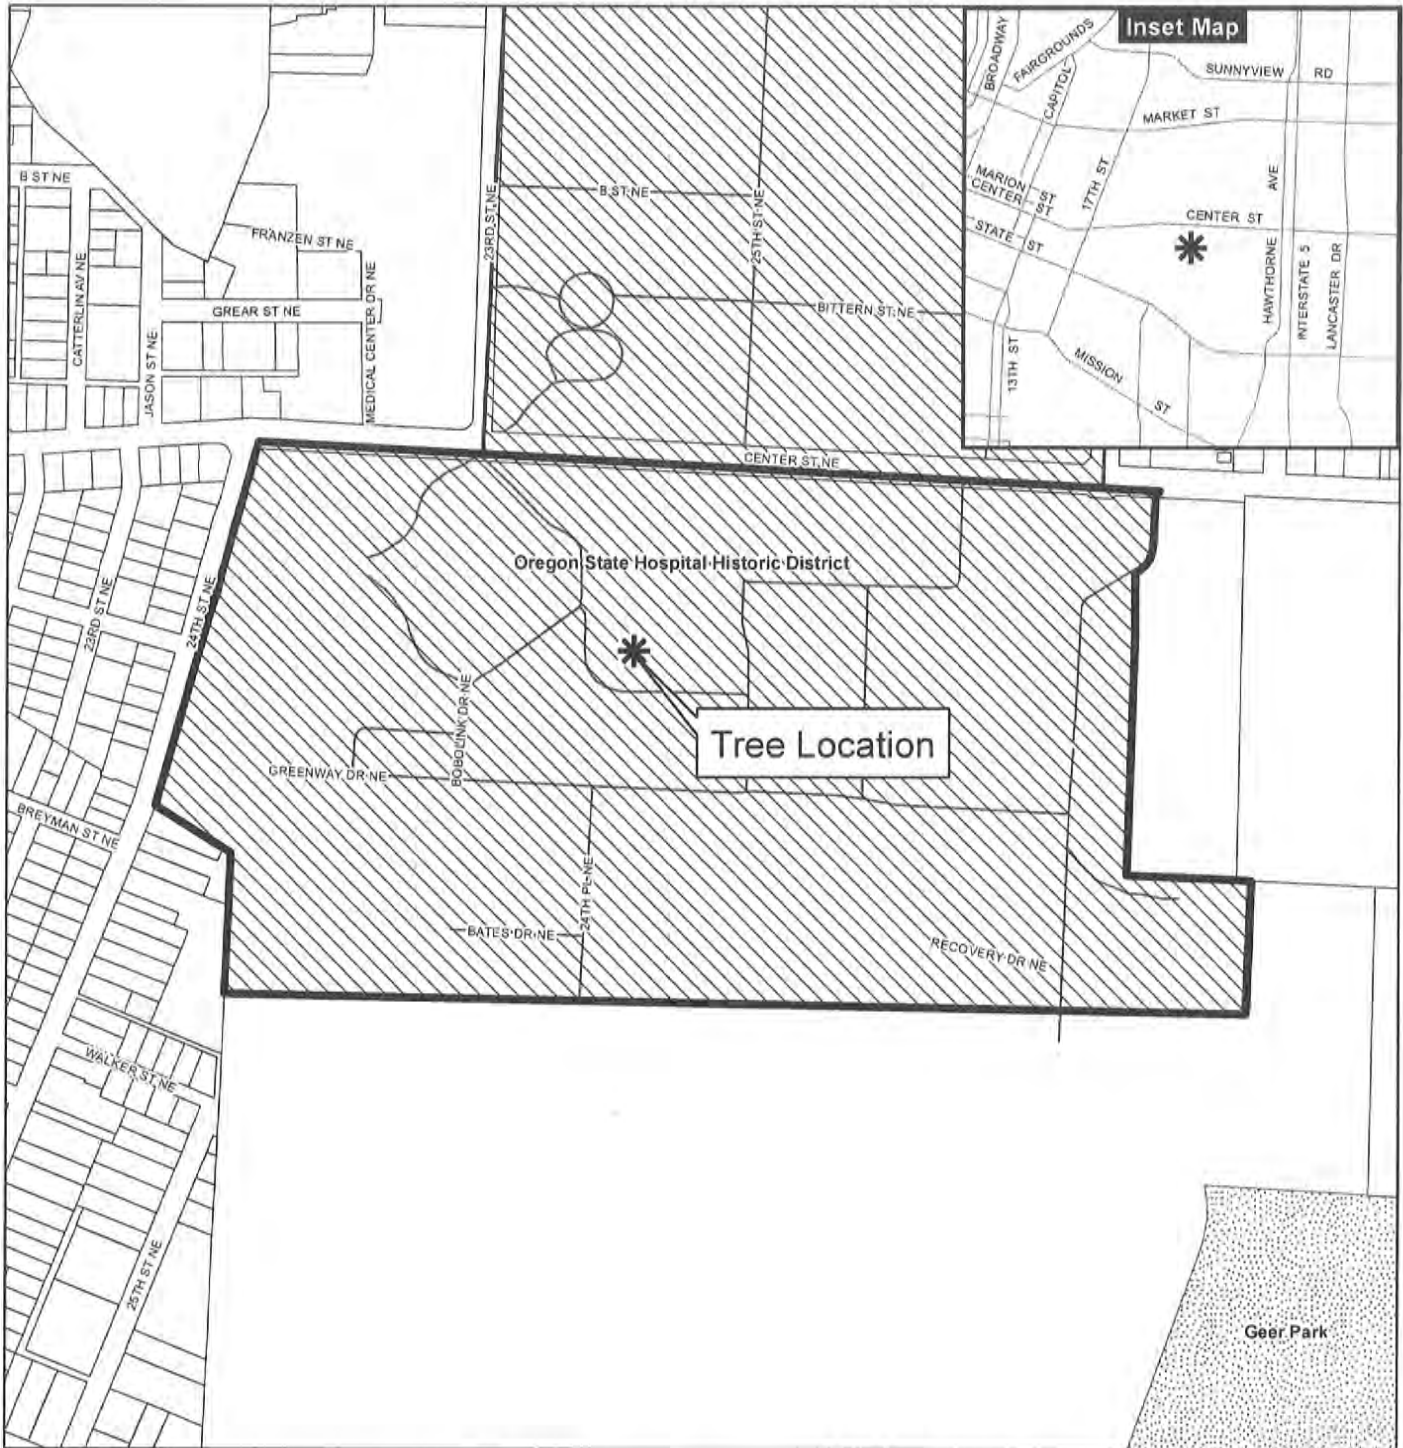 Inset Map
BROADWAY
FAIRGROUNDS
CAPITOL
SUNNYVIEW RD
MARKET ST
17TH ST
MARION ST
CENTER ST
STATE ST
CENTER ST
HAWTHORNE AVE
INTERSTATE 5
LANCASTER DR
13TH ST
MISSION ST
B ST NE
CATTERLIN AV NE
JASON ST NE
FRANZEN ST NE
GREAR ST NE
MEDICAL CENTER DR NE
23RD ST NE
B ST NE
25TH ST NE
BITTERN ST NE
CENTER ST NE
Oregon State Hospital Historic District
23RD ST NE
24TH ST NE
Tree Location
BOBOLINK DR NE
GREENWAY DR NE
BREYMAN ST NE
24TH PL NE
BATES DR NE
RECOVERY DR NE
WALKER ST NE
25TH ST NE
Geer Park